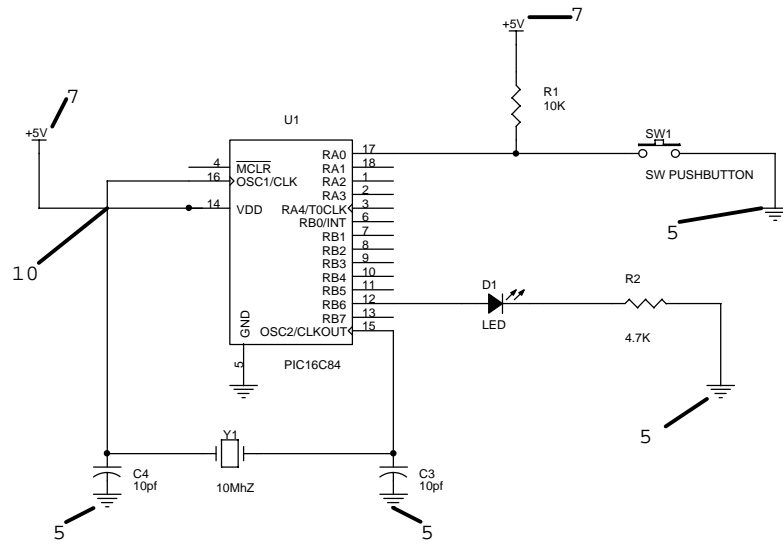 +5V
7
R1
10K
7
+5V
U1
SW1
SW PUSHBUTTON
4
MCLR
16
OSC1/CLK
14
VDD
GND
5
RA0
17
RA1
18
RA2
1
RA3
2
RA4/T0CLK
3
RB0/INT
6
RB1
7
RB2
8
RB3
9
RB4
10
RB5
11
RB6
12
RB7
13
OSC2/CLKOUT
15
PIC16C84
5
10
D1
LED
R2
4.7K
5
Y1
10MhZ
C4
10pf
C3
10pf
5
5